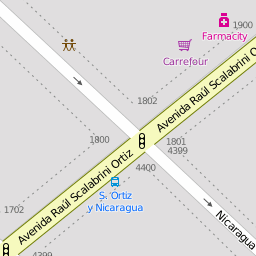 1900
Farmacity
Carrefour
1802
Avenida Raúl Scalabrini
1800
1801
4399
Avenida Raúl Scalabrini Ortiz
4400
S. Ortiz
y Nicaragua
1702
Nicaragua
4399